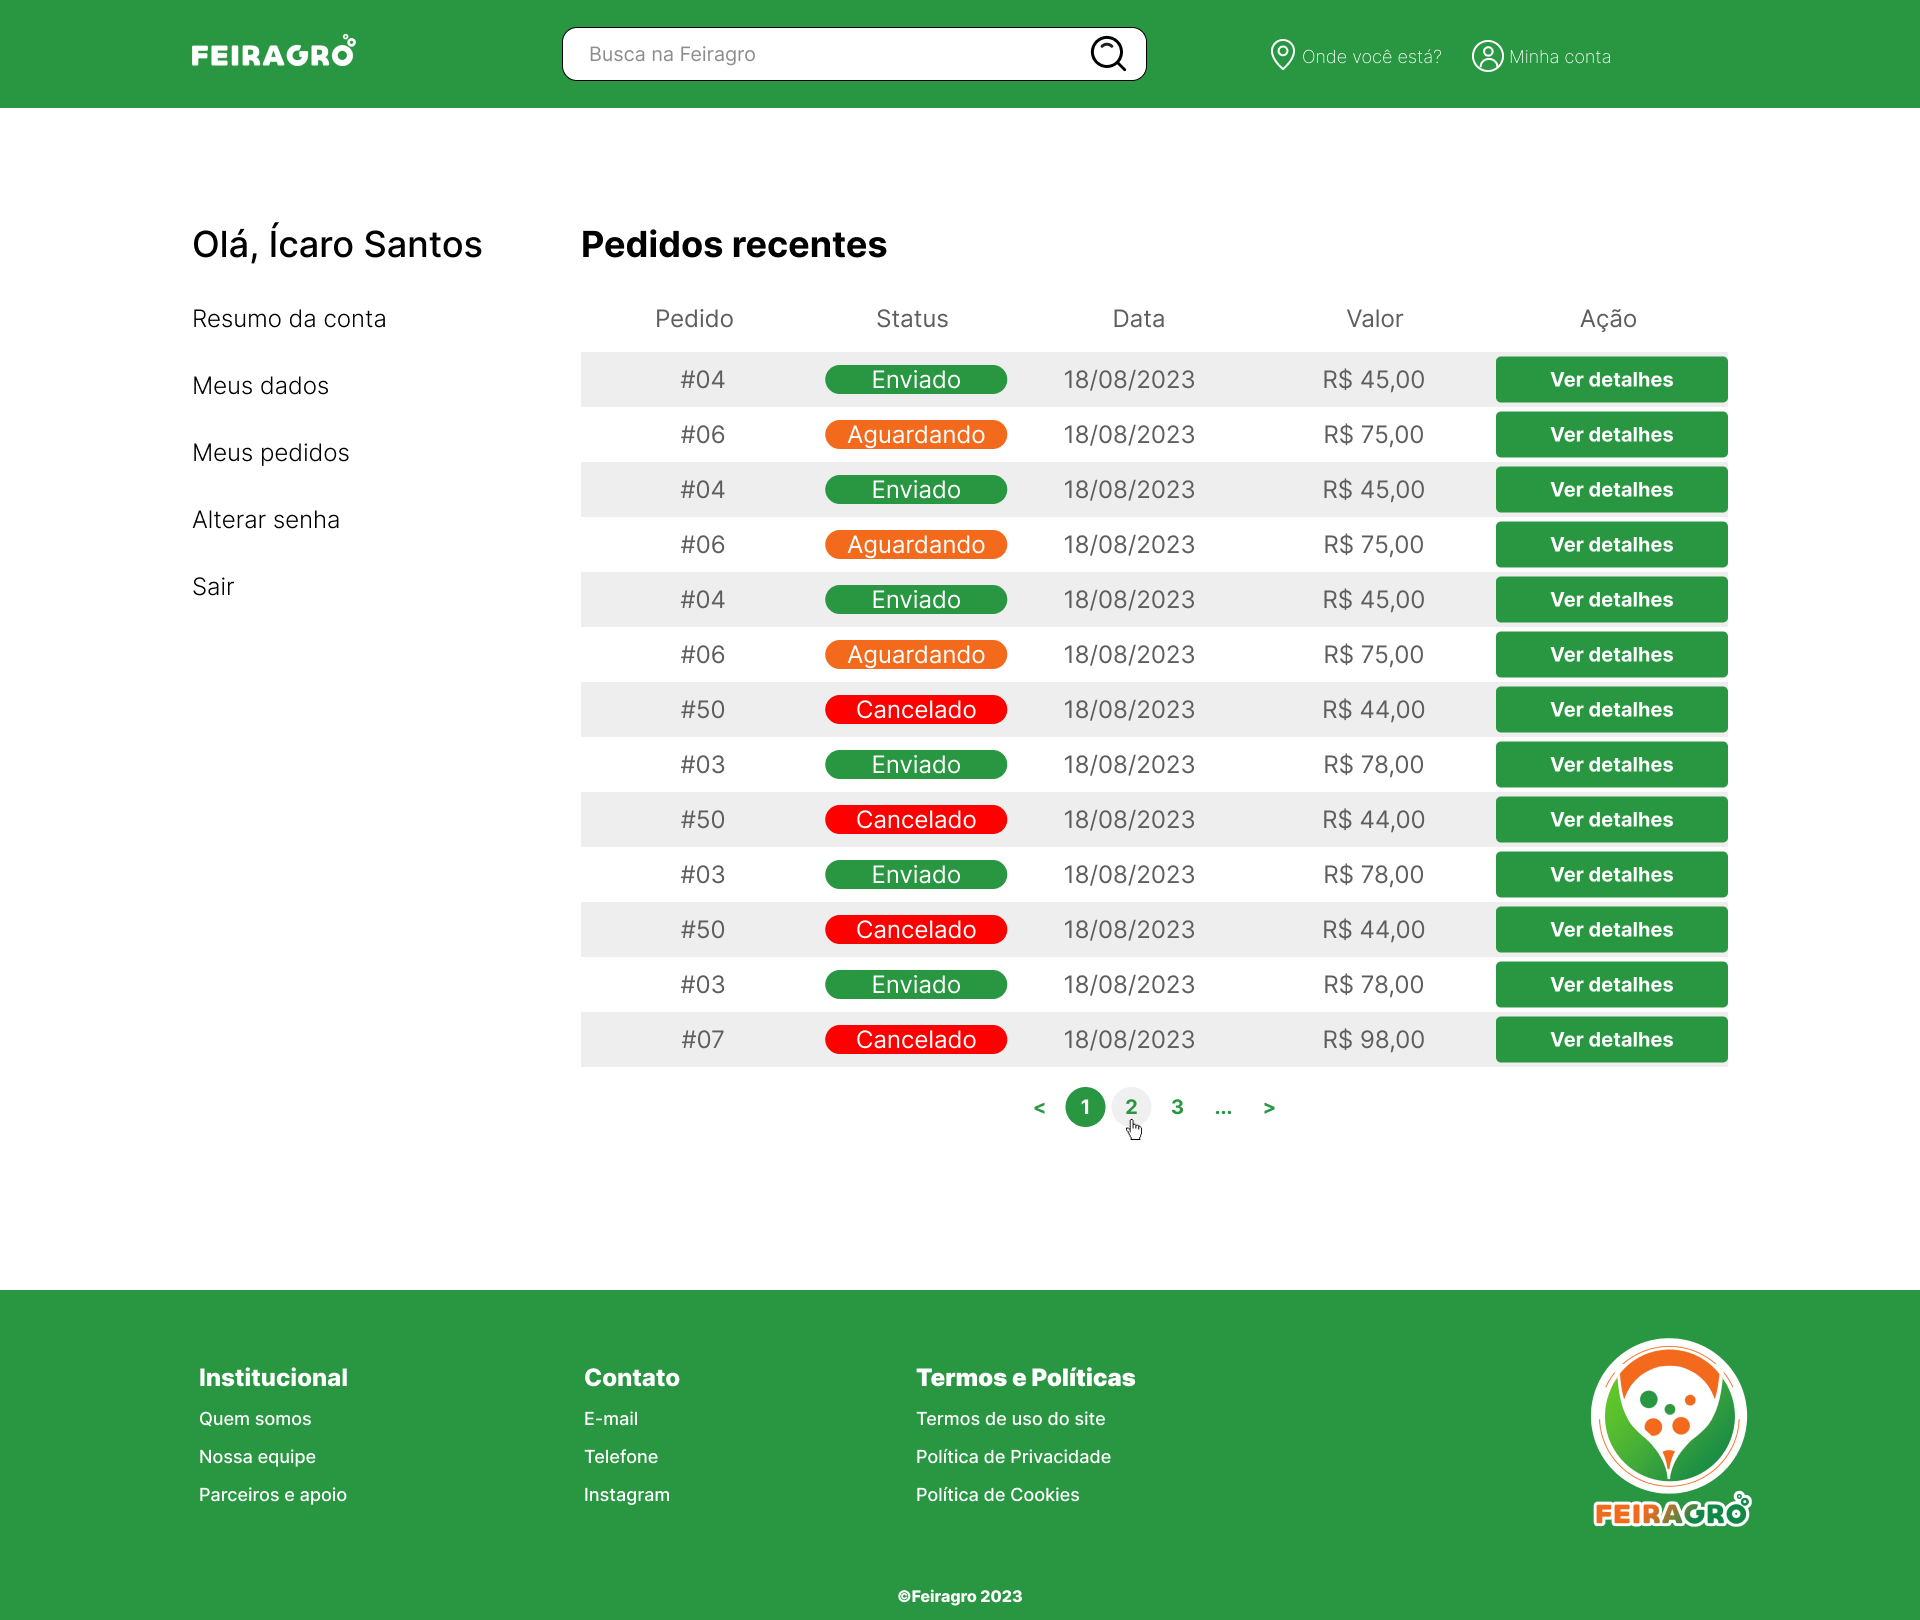 FEIRAGRO
Busca na Feiragro
Onde você está?
Minha conta
Olá, Ícaro Santos
Resumo da conta
Meus dados
Meus pedidos
Alterar senha
Sair
Pedidos recentes
Pedido Status Data Valor Ação
#04 Enviado 18/08/2023 R$ 45,00 Ver detalhes
#06 Aguardando 18/08/2023 R$ 75,00 Ver detalhes
#04 Enviado 18/08/2023 R$ 45,00 Ver detalhes
#06 Aguardando 18/08/2023 R$ 75,00 Ver detalhes
#04 Enviado 18/08/2023 R$ 45,00 Ver detalhes
#06 Aguardando 18/08/2023 R$ 75,00 Ver detalhes
#50 Cancelado 18/08/2023 R$ 44,00 Ver detalhes
#03 Enviado 18/08/2023 R$ 78,00 Ver detalhes
#50 Cancelado 18/08/2023 R$ 44,00 Ver detalhes
#03 Enviado 18/08/2023 R$ 78,00 Ver detalhes
#50 Cancelado 18/08/2023 R$ 44,00 Ver detalhes
#03 Enviado 18/08/2023 R$ 78,00 Ver detalhes
#07 Cancelado 18/08/2023 R$ 98,00 Ver detalhes
< 1 2 3 ... >
Institucional
Quem somos
Nossa equipe
Parceiros e apoio
Contato
E-mail
Telefone
Instagram
Termos e Políticas
Termos de uso do site
Política de Privacidade
Política de Cookies
FEIRAGRO
©Feiragro 2023